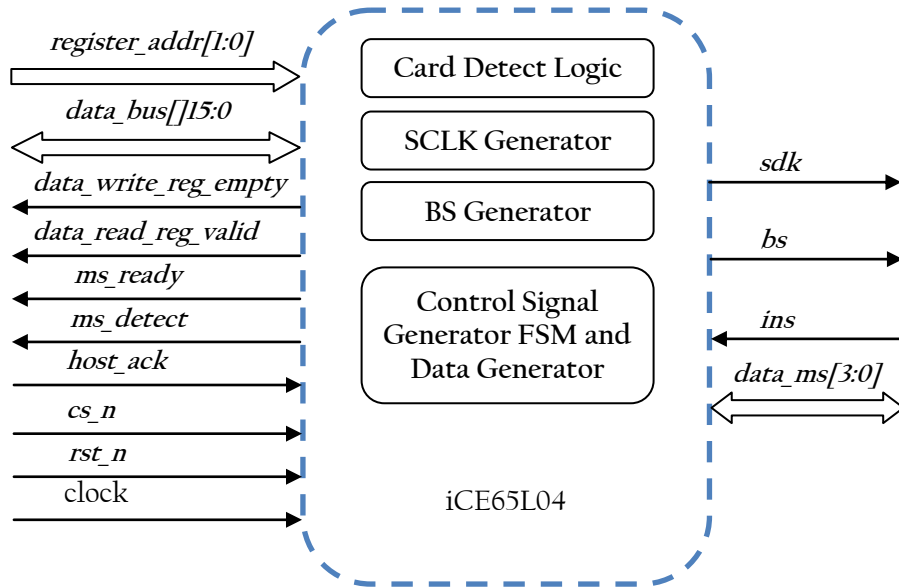 register_addr[1:0]
data_bus[]15:0
data_write_reg_empty
data_read_reg_valid
ms_ready
ms_detect
host_ack
cs_n
rst_n
clock
Card Detect Logic
SCLK Generator
BS Generator
Control Signal
Generator FSM and
Data Generator
iCE65L04
sdk
bs
ins
data_ms[3:0]